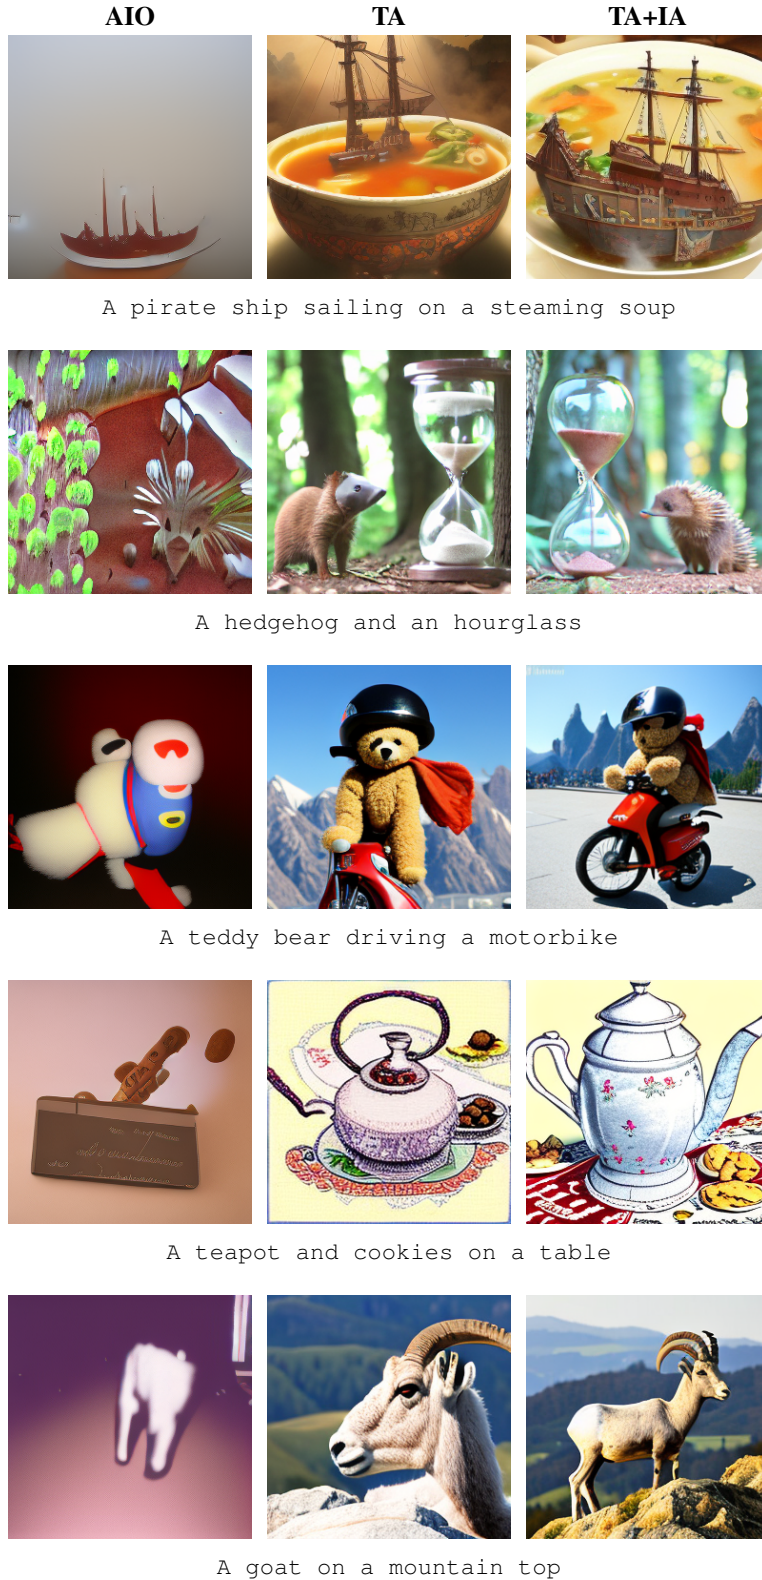 AIO TA TA+IA
A pirate ship sailing on a steaming soup
A hedgehog and an hourglass
A teddy bear driving a motorbike
A teapot and cookies on a table
A goat on a mountain top